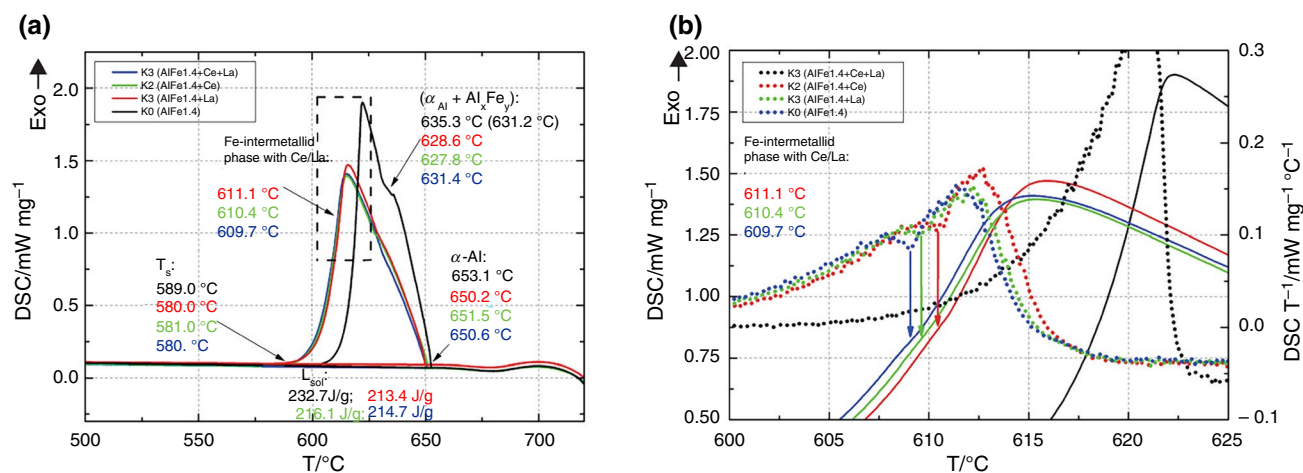 (a)
Exo
DSC/mW mg⁻¹
2.0
1.5
1.0
0.5
0.0
K3 (AlFe1.4+Ce+La)
K2 (AlFe1.4+Ce)
K3 (AlFe1.4+La)
K0 (AlFe1.4)
Fe-intermetallid
phase with Ce/La:
611.1 °C
610.4 °C
609.7 °C
(αAl + AlxFey):
635.3 °C (631.2 °C)
628.6 °C
627.8 °C
631.4 °C
Ts:
589.0 °C
580.0 °C
581.0 °C
580. °C
α-Al:
653.1 °C
650.2 °C
651.5 °C
650.6 °C
Lsol:
232.7J/g; 213.4 J/g
216.1 J/g; 214.7 J/g
500 550 600 650 700
T/°C
(b)
Exo
DSC/mW mg⁻¹
2.00
1.75
1.50
1.25
1.00
0.75
0.50
K3 (AlFe1.4+Ce+La)
K2 (AlFe1.4+Ce)
K3 (AlFe1.4+La)
K0 (AlFe1.4)
Fe-intermetallid
phase with Ce/La:
611.1 °C
610.4 °C
609.7 °C
0.3
0.2
0.1
0.0
−0.1
DSC T⁻¹/mW mg⁻¹ °C⁻¹
600 605 610 615 620 625
T/°C